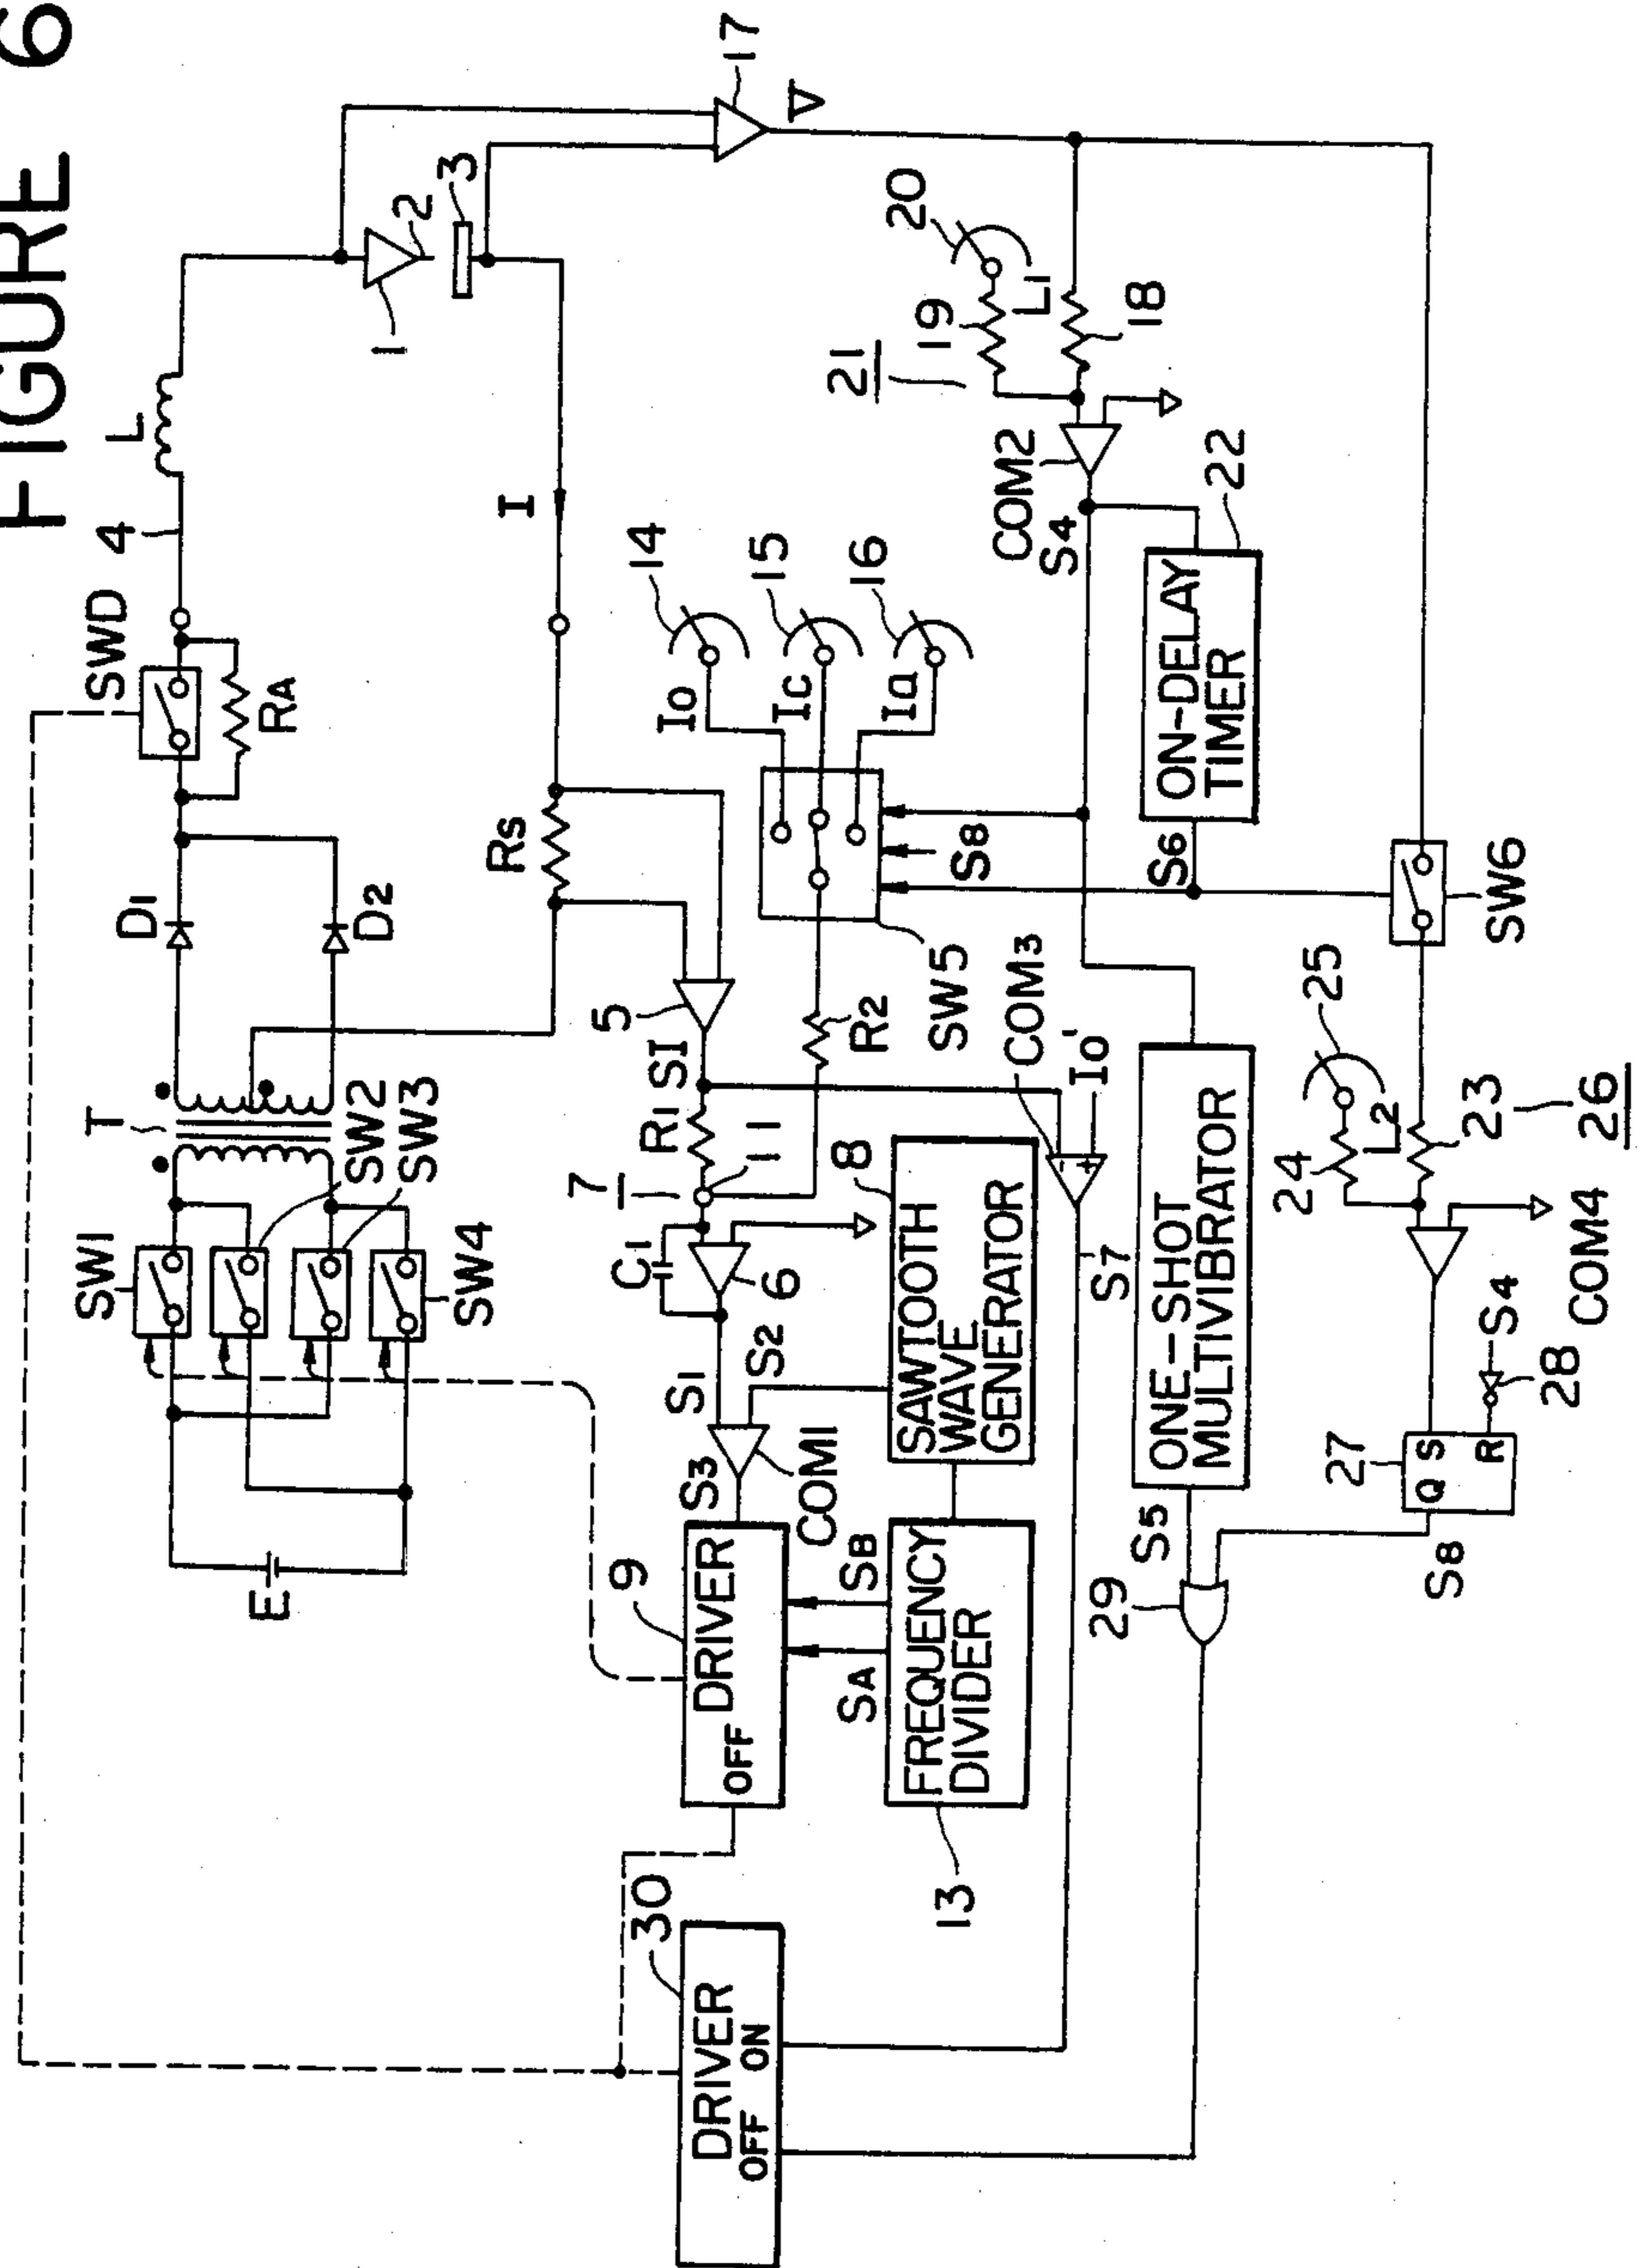 FIGURE 6
4
L
SWD
RA
D1
D2
T
SW1
SW2
SW3
SW4
E
1
2
3
17
V
I
Rs
5
SI
R1
7
11
C1
6
S1
S2
S3
COM1
9
DRIVER
OFF
SB
SA
FREQUENCY
DIVIDER
13
8
SAWTOOTH
WAVE
GENERATOR
30
DRIVER
OFF ON
14
15
16
Io
Ic
Ia
S8
SW5
R2
COM3
Io'
- +
S7
20
19
L1
18
21
COM2
S4
22
ON-DELAY
TIMER
S6
SW6
ONE-SHOT
MULTIVIBRATOR
S5
29
25
24
L2
23
26
COM4
S4
28
27
Q S
R
S8